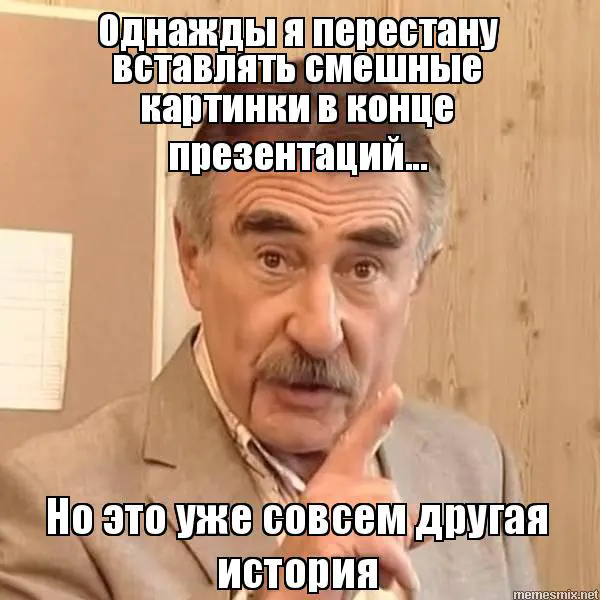 Однажды я перестану
вставлять смешные
картинки в конце
презентаций...
Но это уже совсем другая
история
memesmix.net